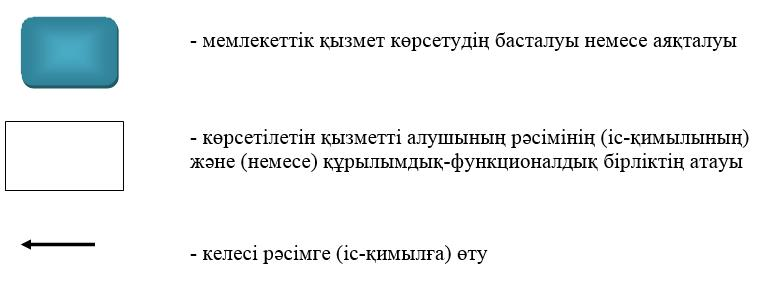 - мемлекеттік қызмет көрсетудің басталуы немесе аяқталуы
- көрсетілетін қызметті алушының рәсімінің (іс-қимылының)
және (немесе) құрылымдық-функционалдық бірліктің атауы
- келесі рәсімге (іс-қимылға) өту